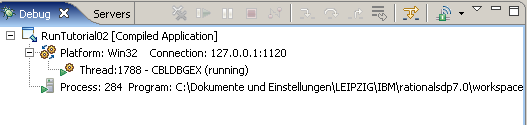 Debug Servers
RunTutorial02 [Compiled Application]
Platform: Win32 Connection: 127.0.0.1:1120
Thread:1788 - CBLDBGEX (running)
Process: 284 Program: C:\Dokumente und Einstellungen\LEIPZIG\IBM\rationalsdp7.0\workspace